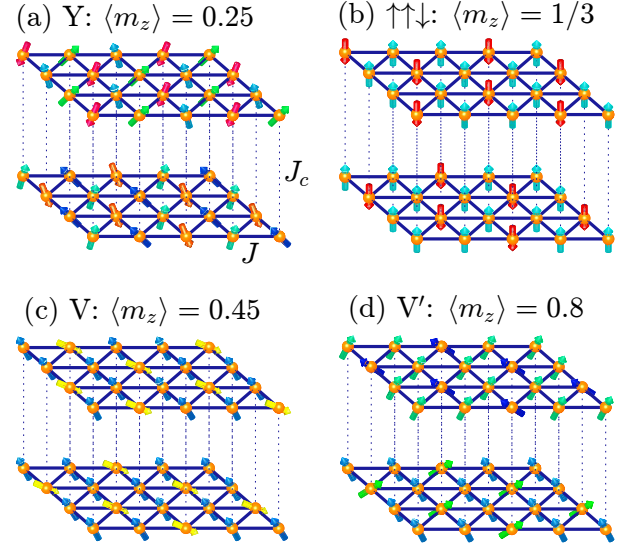 (a) Y: ⟨m_z⟩ = 0.25
(b) ↑↑↓: ⟨m_z⟩ = 1/3
J_c
J
(c) V: ⟨m_z⟩ = 0.45
(d) V′: ⟨m_z⟩ = 0.8